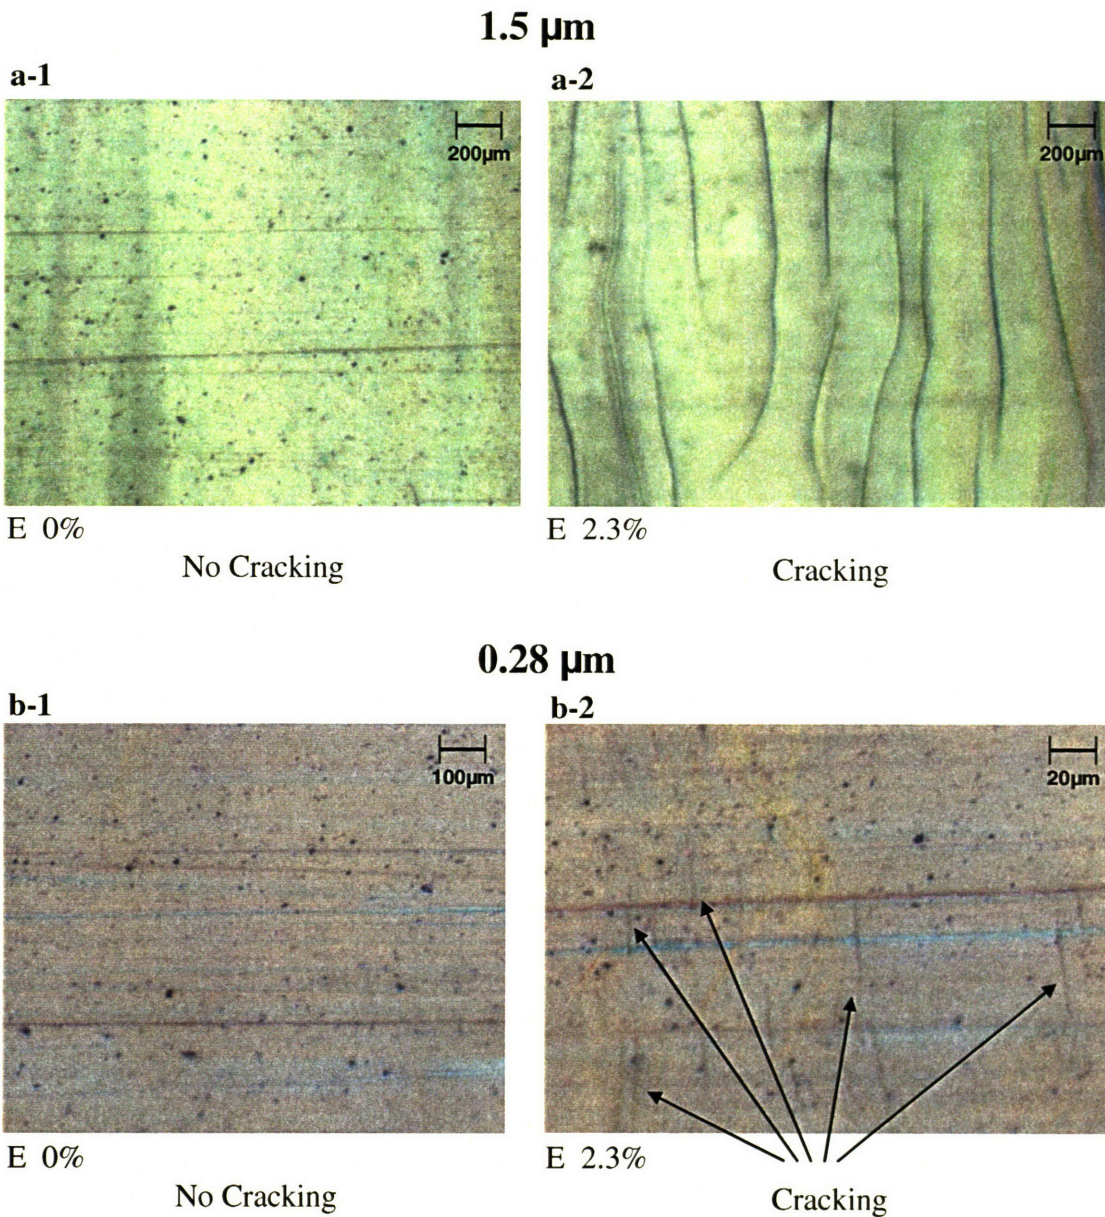 1.5 µm
a-1
a-2
200µm
200µm
E 0%
E 2.3%
No Cracking
Cracking
0.28 µm
b-1
b-2
100µm
20µm
E 0%
E 2.3%
No Cracking
Cracking